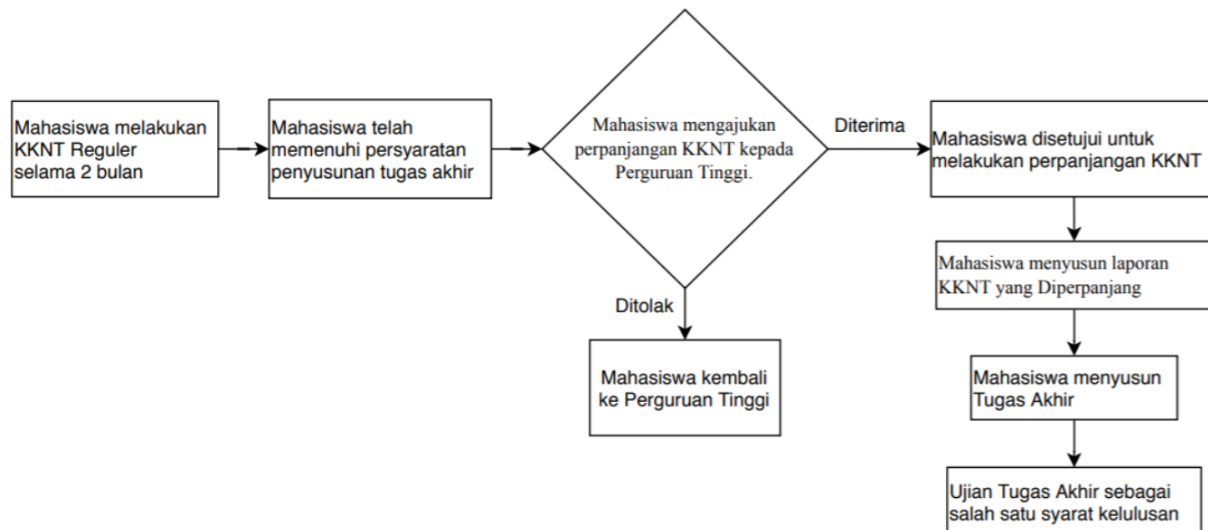 Mahasiswa melakukan
KKNT Reguler
selama 2 bulan
Mahasiswa telah
memenuhi persyaratan
penyusunan tugas akhir
Mahasiswa mengajukan
perpanjangan KKNT kepada
Perguruan Tinggi.
Diterima
Mahasiswa disetujui untuk
melakukan perpanjangan KKNT
Mahasiswa menyusun laporan
KKNT yang Diperpanjang
Ditolak
Mahasiswa kembali
ke Perguruan Tinggi
Mahasiswa menyusun
Tugas Akhir
Ujian Tugas Akhir sebagai
salah satu syarat kelulusan